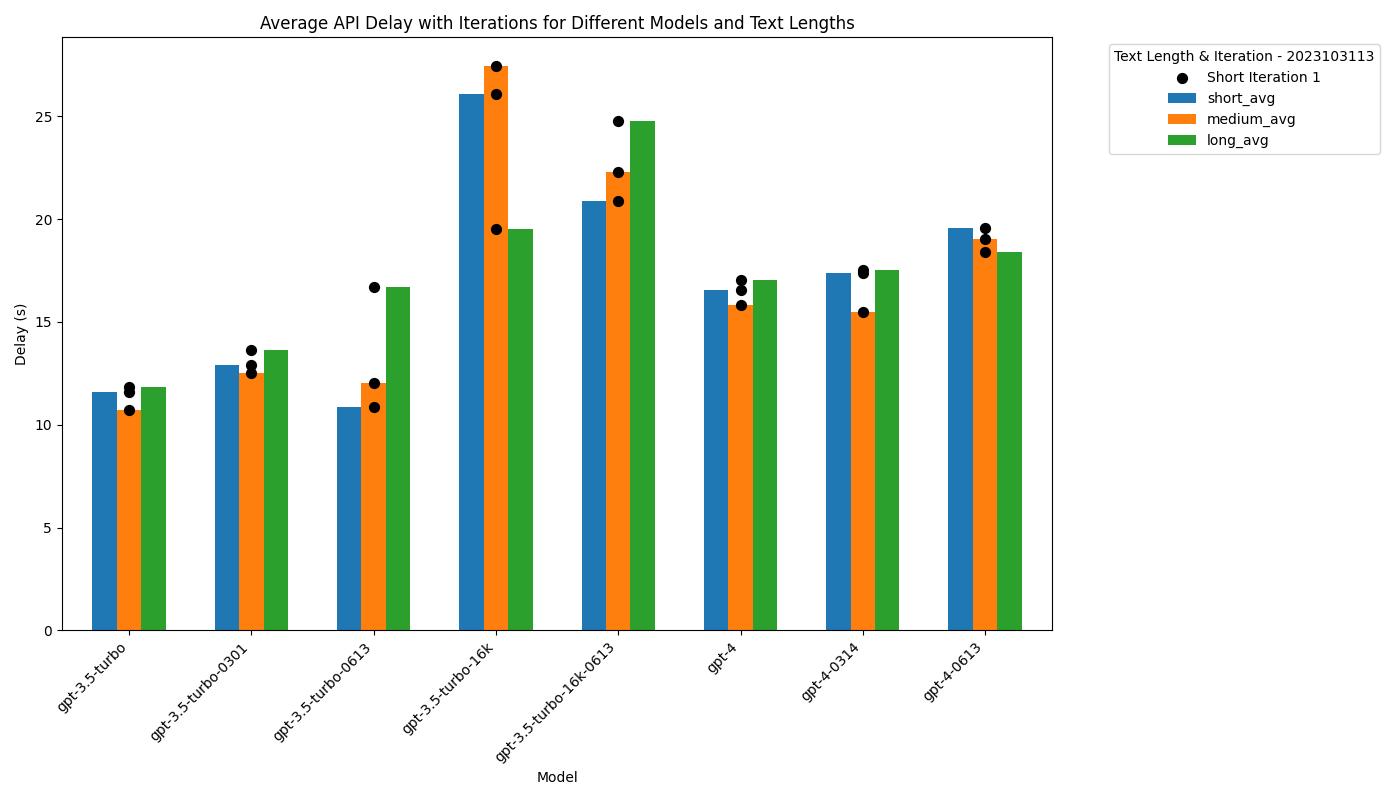 Average API Delay with Iterations for Different Models and Text Lengths
Text Length & Iteration - 2023103113
Short Iteration 1
short_avg
medium_avg
long_avg
Delay (s)
25
20
15
10
5
0
gpt-3.5-turbo
gpt-3.5-turbo-0301
gpt-3.5-turbo-0613
gpt-3.5-turbo-16k
gpt-3.5-turbo-16k-0613
gpt-4
gpt-4-0314
gpt-4-0613
Model